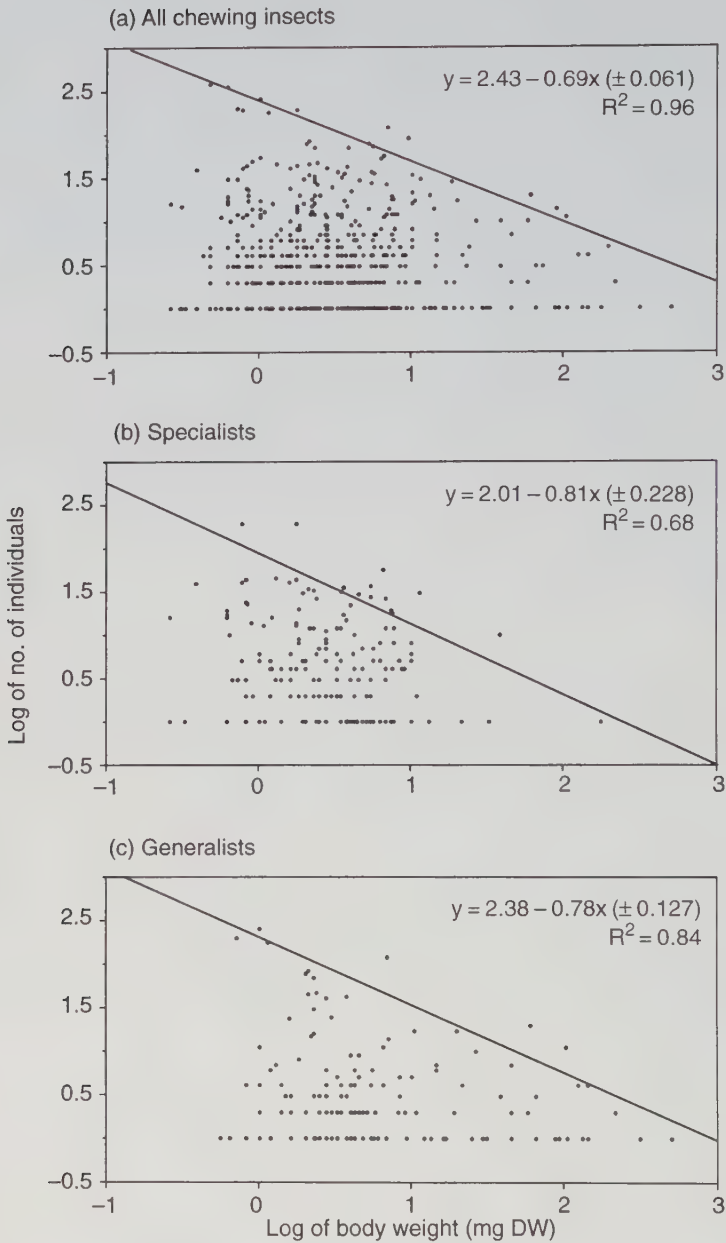 (a) All chewing insects
y = 2.43 – 0.69x (± 0.061)
R² = 0.96
2.5
1.5
0.5
–0.5
–1
0
1
2
3
(b) Specialists
y = 2.01 – 0.81x (± 0.228)
R² = 0.68
2.5
1.5
0.5
–0.5
–1
0
1
2
3
Log of no. of individuals
(c) Generalists
y = 2.38 – 0.78x (± 0.127)
R² = 0.84
2.5
1.5
0.5
–0.5
–1
0
1
2
3
Log of body weight (mg DW)